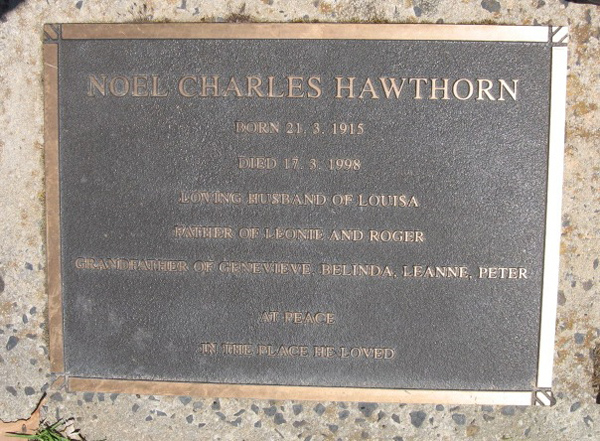 NOEL CHARLES HAWTHORN
BORN 21. 3. 1915
DIED 17. 3. 1998
LOVING HUSBAND OF LOUISA
FATHER OF LEONIE AND ROGER
GRANDFATHER OF GENEVIEVE, BELINDA, LEANNE, PETER
AT PEACE
IN THE PLACE HE LOVED